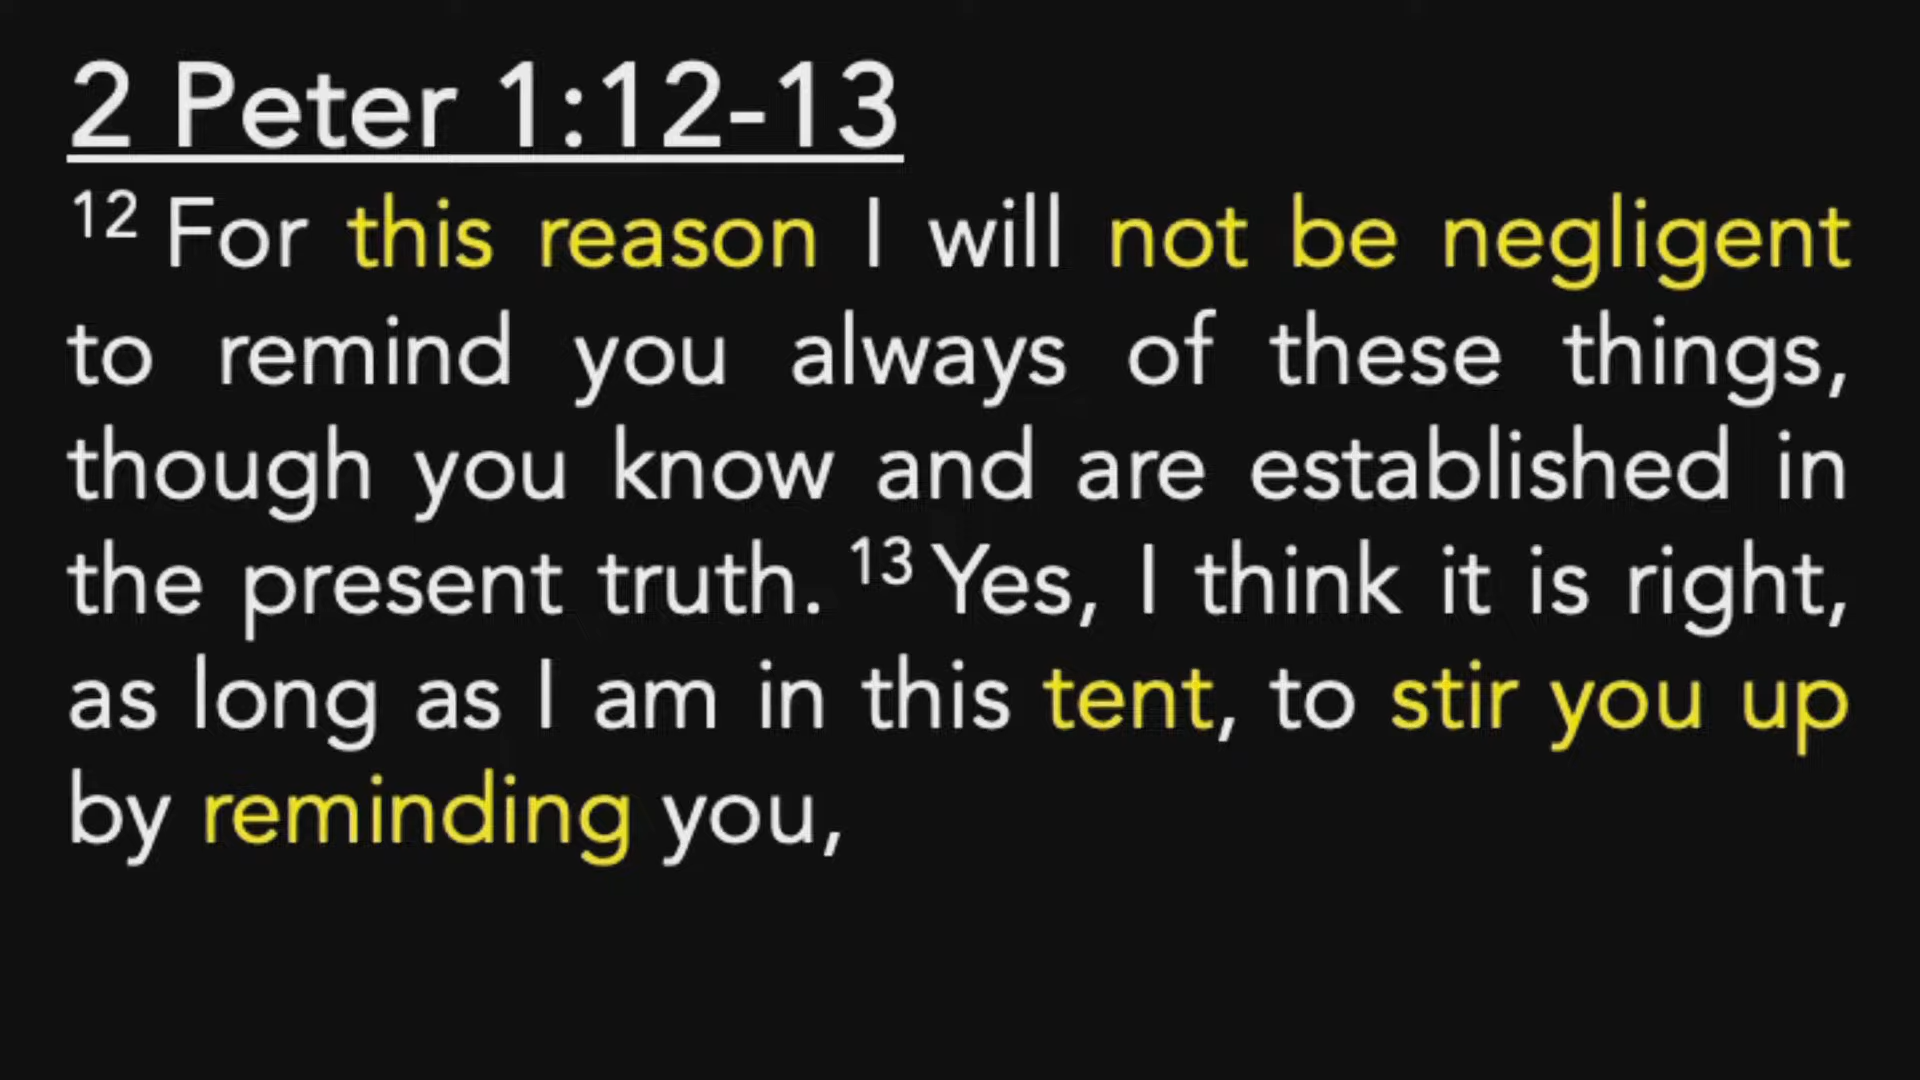 2 Peter 1:12-13
12 For this reason I will not be negligent
to remind you always of these things,
though you know and are established in
the present truth. 13 Yes, I think it is right,
as long as I am in this tent, to stir you up
by reminding you,